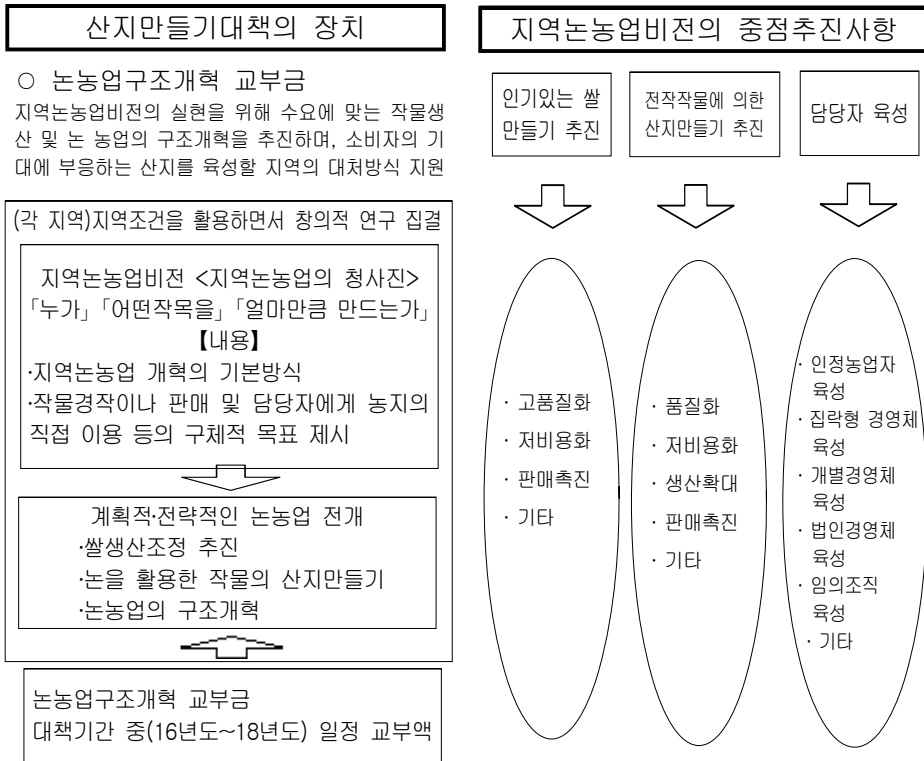 산지만들기대책의 장치
○ 논농업구조개혁 교부금
지역논농업비전의 실현을 위해 수요에 맞는 작물생
산 및 논 농업의 구조개혁을 추진하며, 소비자의 기
대에 부응하는 산지를 육성할 지역의 대처방식 지원
(각 지역)지역조건을 활용하면서 창의적 연구 집결
지역논농업비전 <지역논농업의 청사진>
「누가」「어떤작목을」「얼마만큼 만드는가」
【내용】
·지역논농업 개혁의 기본방식
·작물경작이나 판매 및 담당자에게 농지의
직접 이용 등의 구체적 목표 제시
계획적·전략적인 논농업 전개
·쌀생산조정 추진
·논을 활용한 작물의 산지만들기
·논농업의 구조개혁
논농업구조개혁 교부금
대책기간 중(16년도~18년도) 일정 교부액
지역논농업비전의 중점추진사항
인기있는 쌀
만들기 추진
전작작물에 의한
산지만들기 추진
담당자 육성
· 고품질화
· 저비용화
· 판매촉진
· 기타
· 품질화
· 저비용화
· 생산확대
· 판매촉진
· 기타
· 인정농업자
육성
· 집락형 경영체
육성
· 개별경영체
육성
· 법인경영체
육성
· 임의조직
육성
· 기타